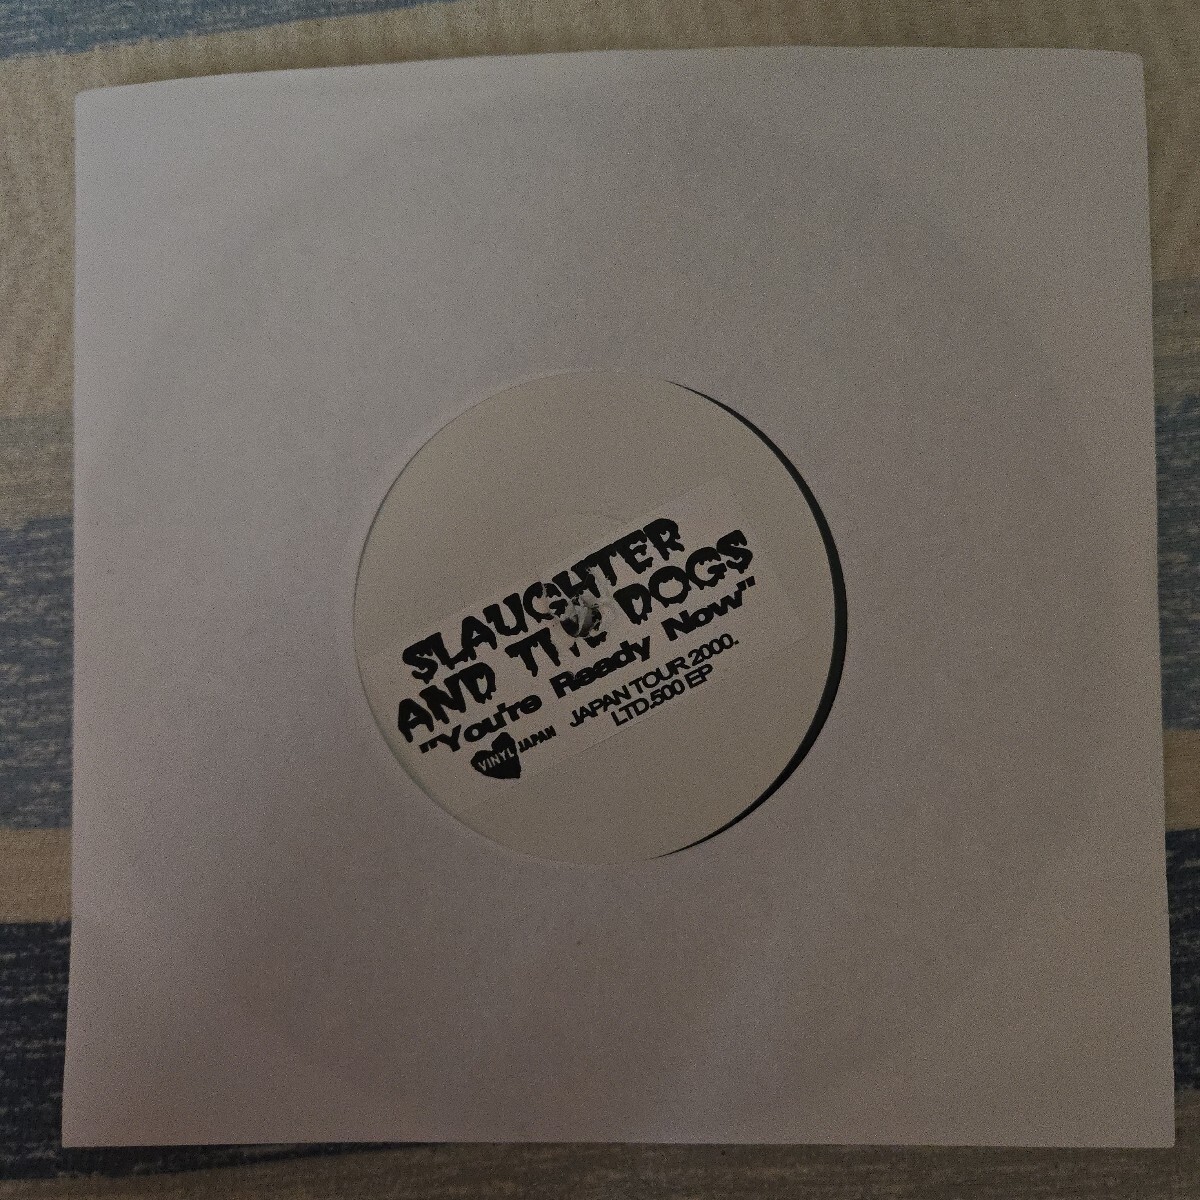 SLAUGHTER
AND THE DOGS
"You're Ready Now"
VINYL JAPAN
JAPAN TOUR 2000.
LTD.500 EP